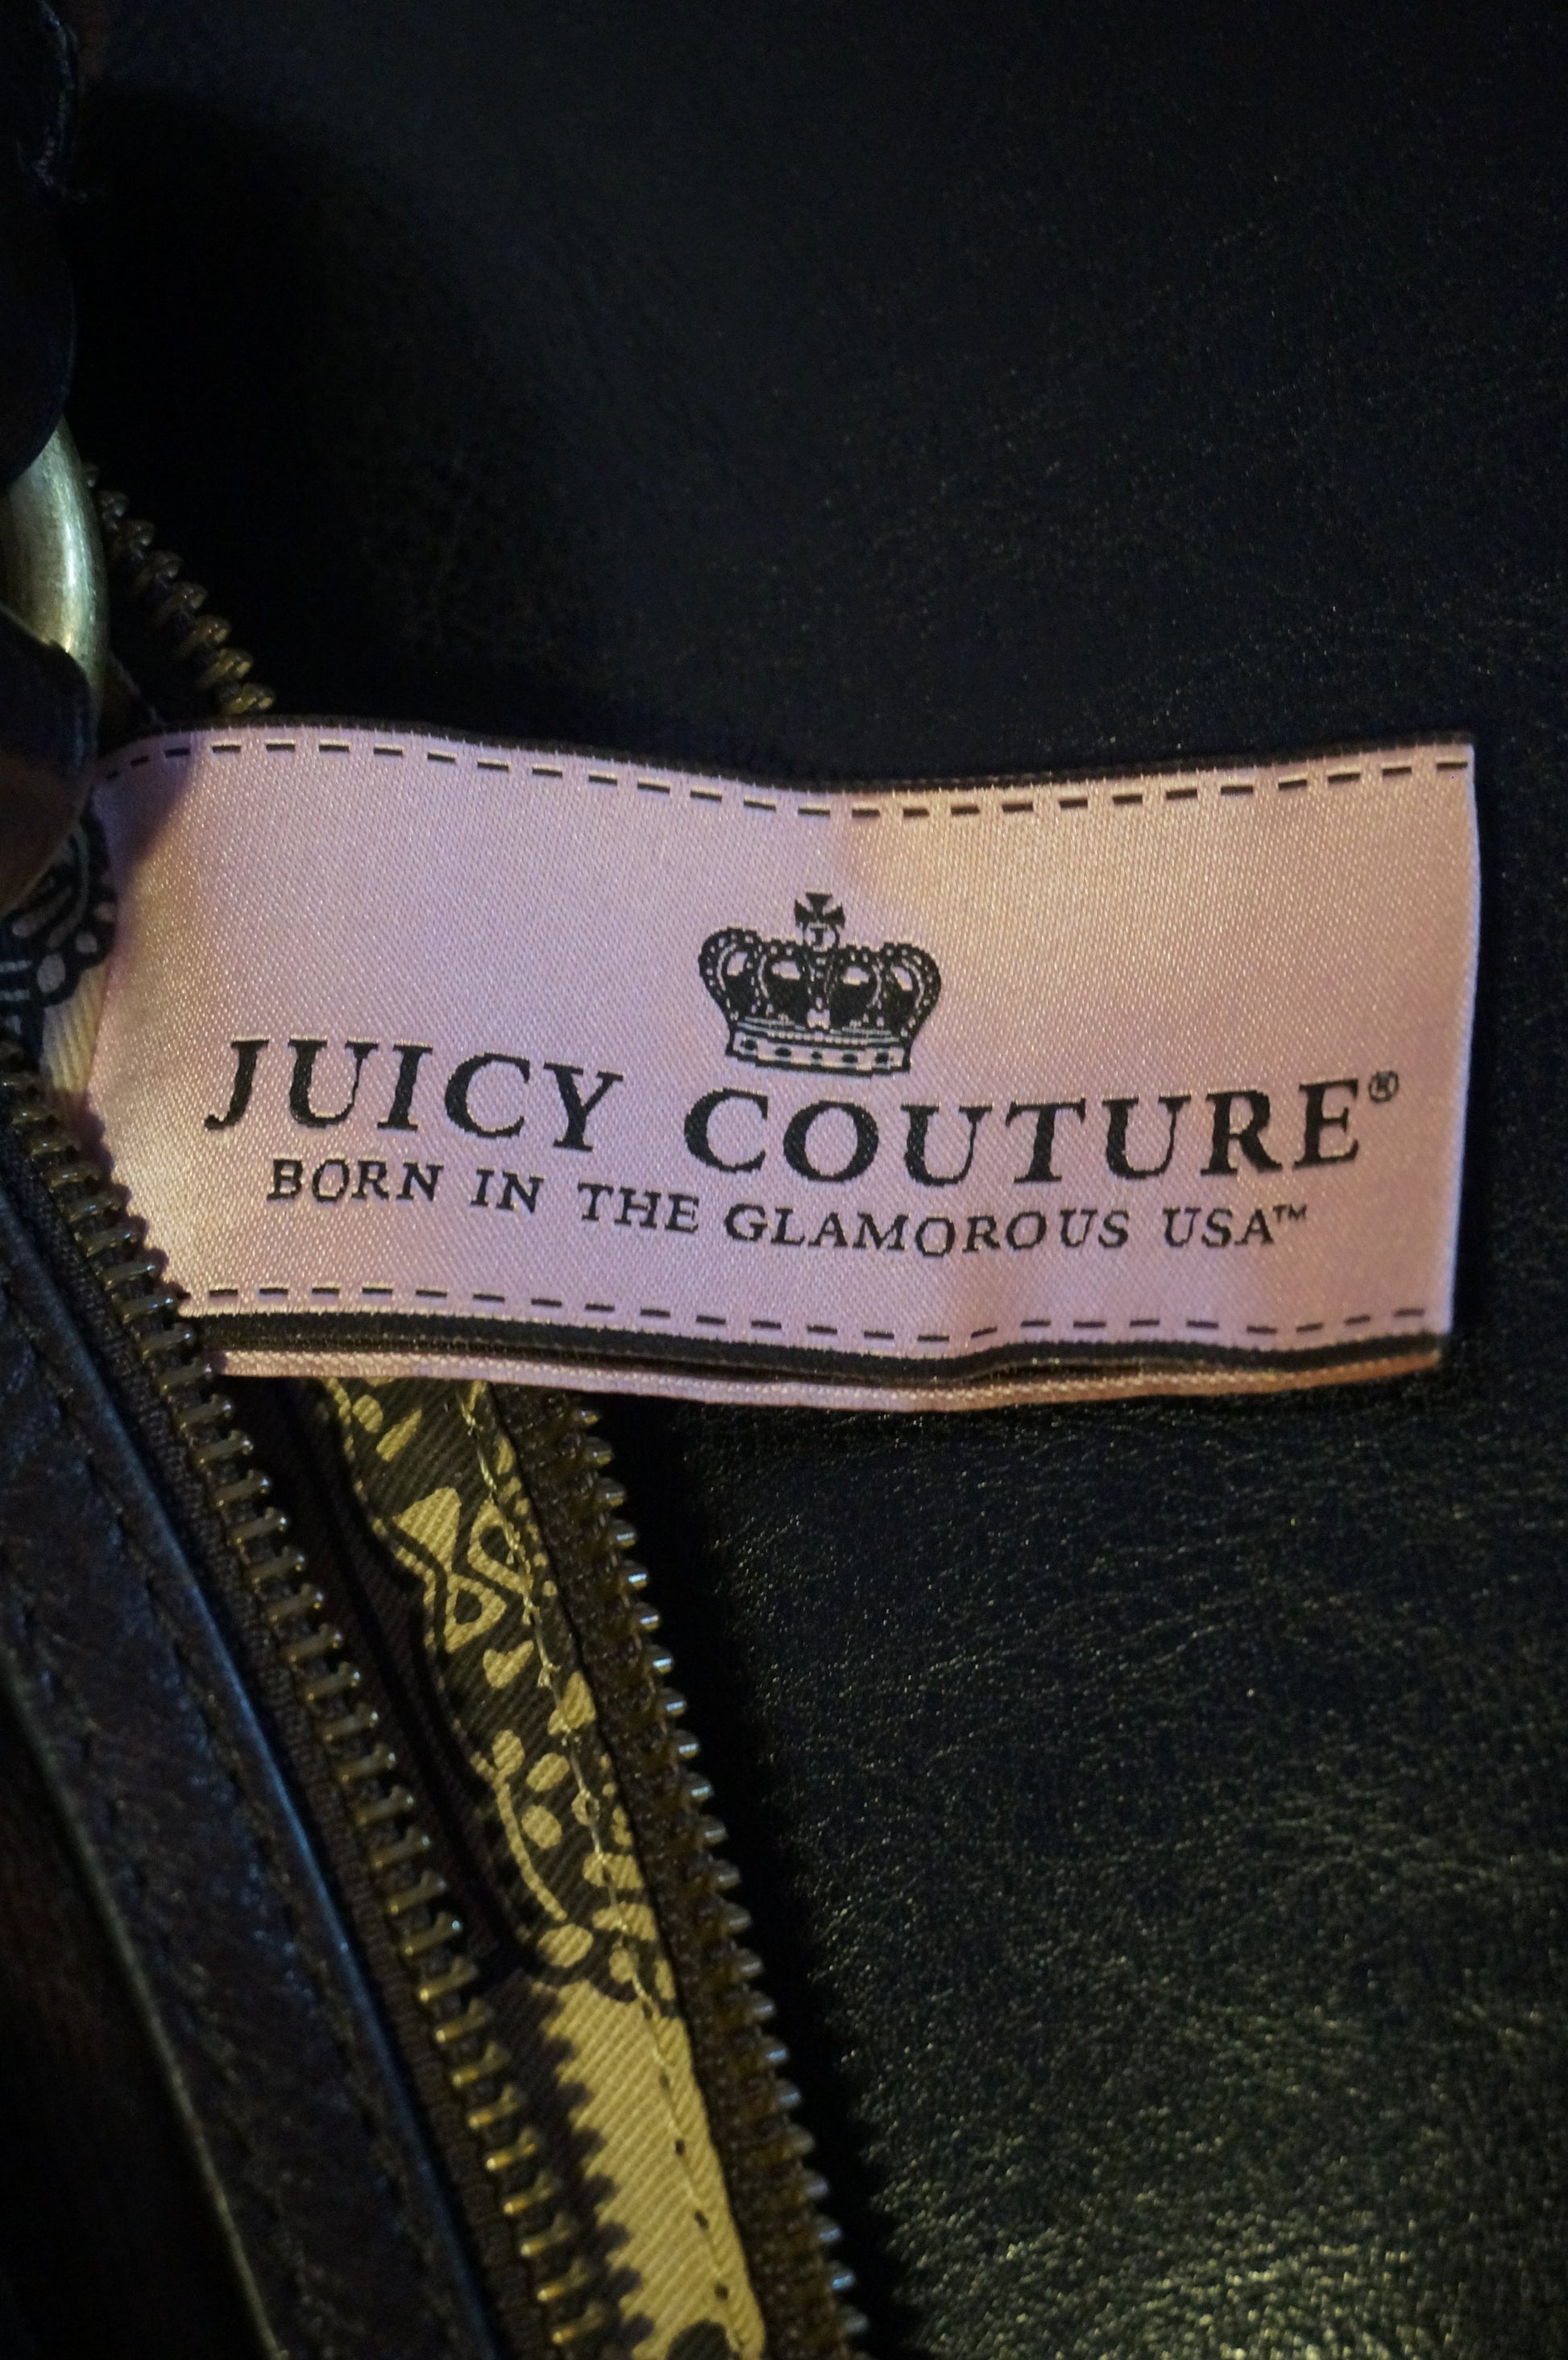 JUICY COUTURE®
BORN IN THE GLAMOROUS USA™